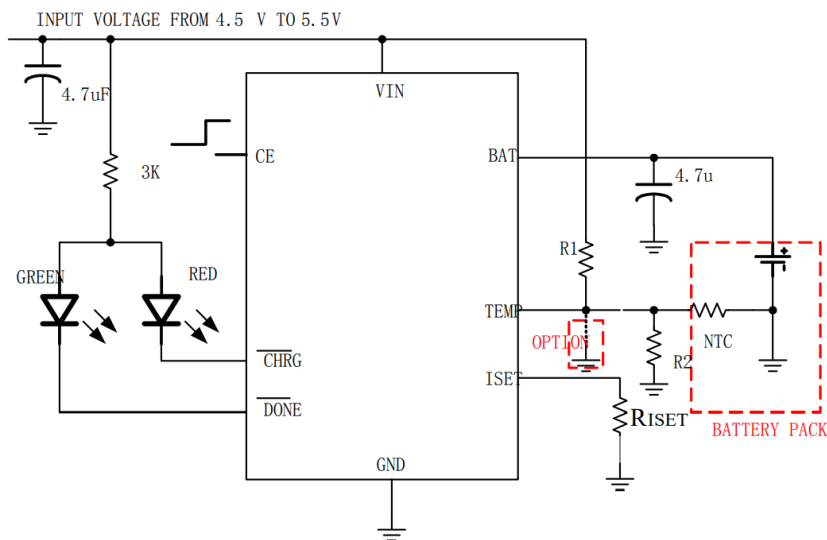 INPUT VOLTAGE FROM 4.5 V TO 5.5V
4.7uF
VIN
CE
BAT
3K
4.7u
R1
GREEN
RED
TEMP
OPTION
NTC
R2
CHRG
ISET
DONE
RISET
BATTERY PACK
GND